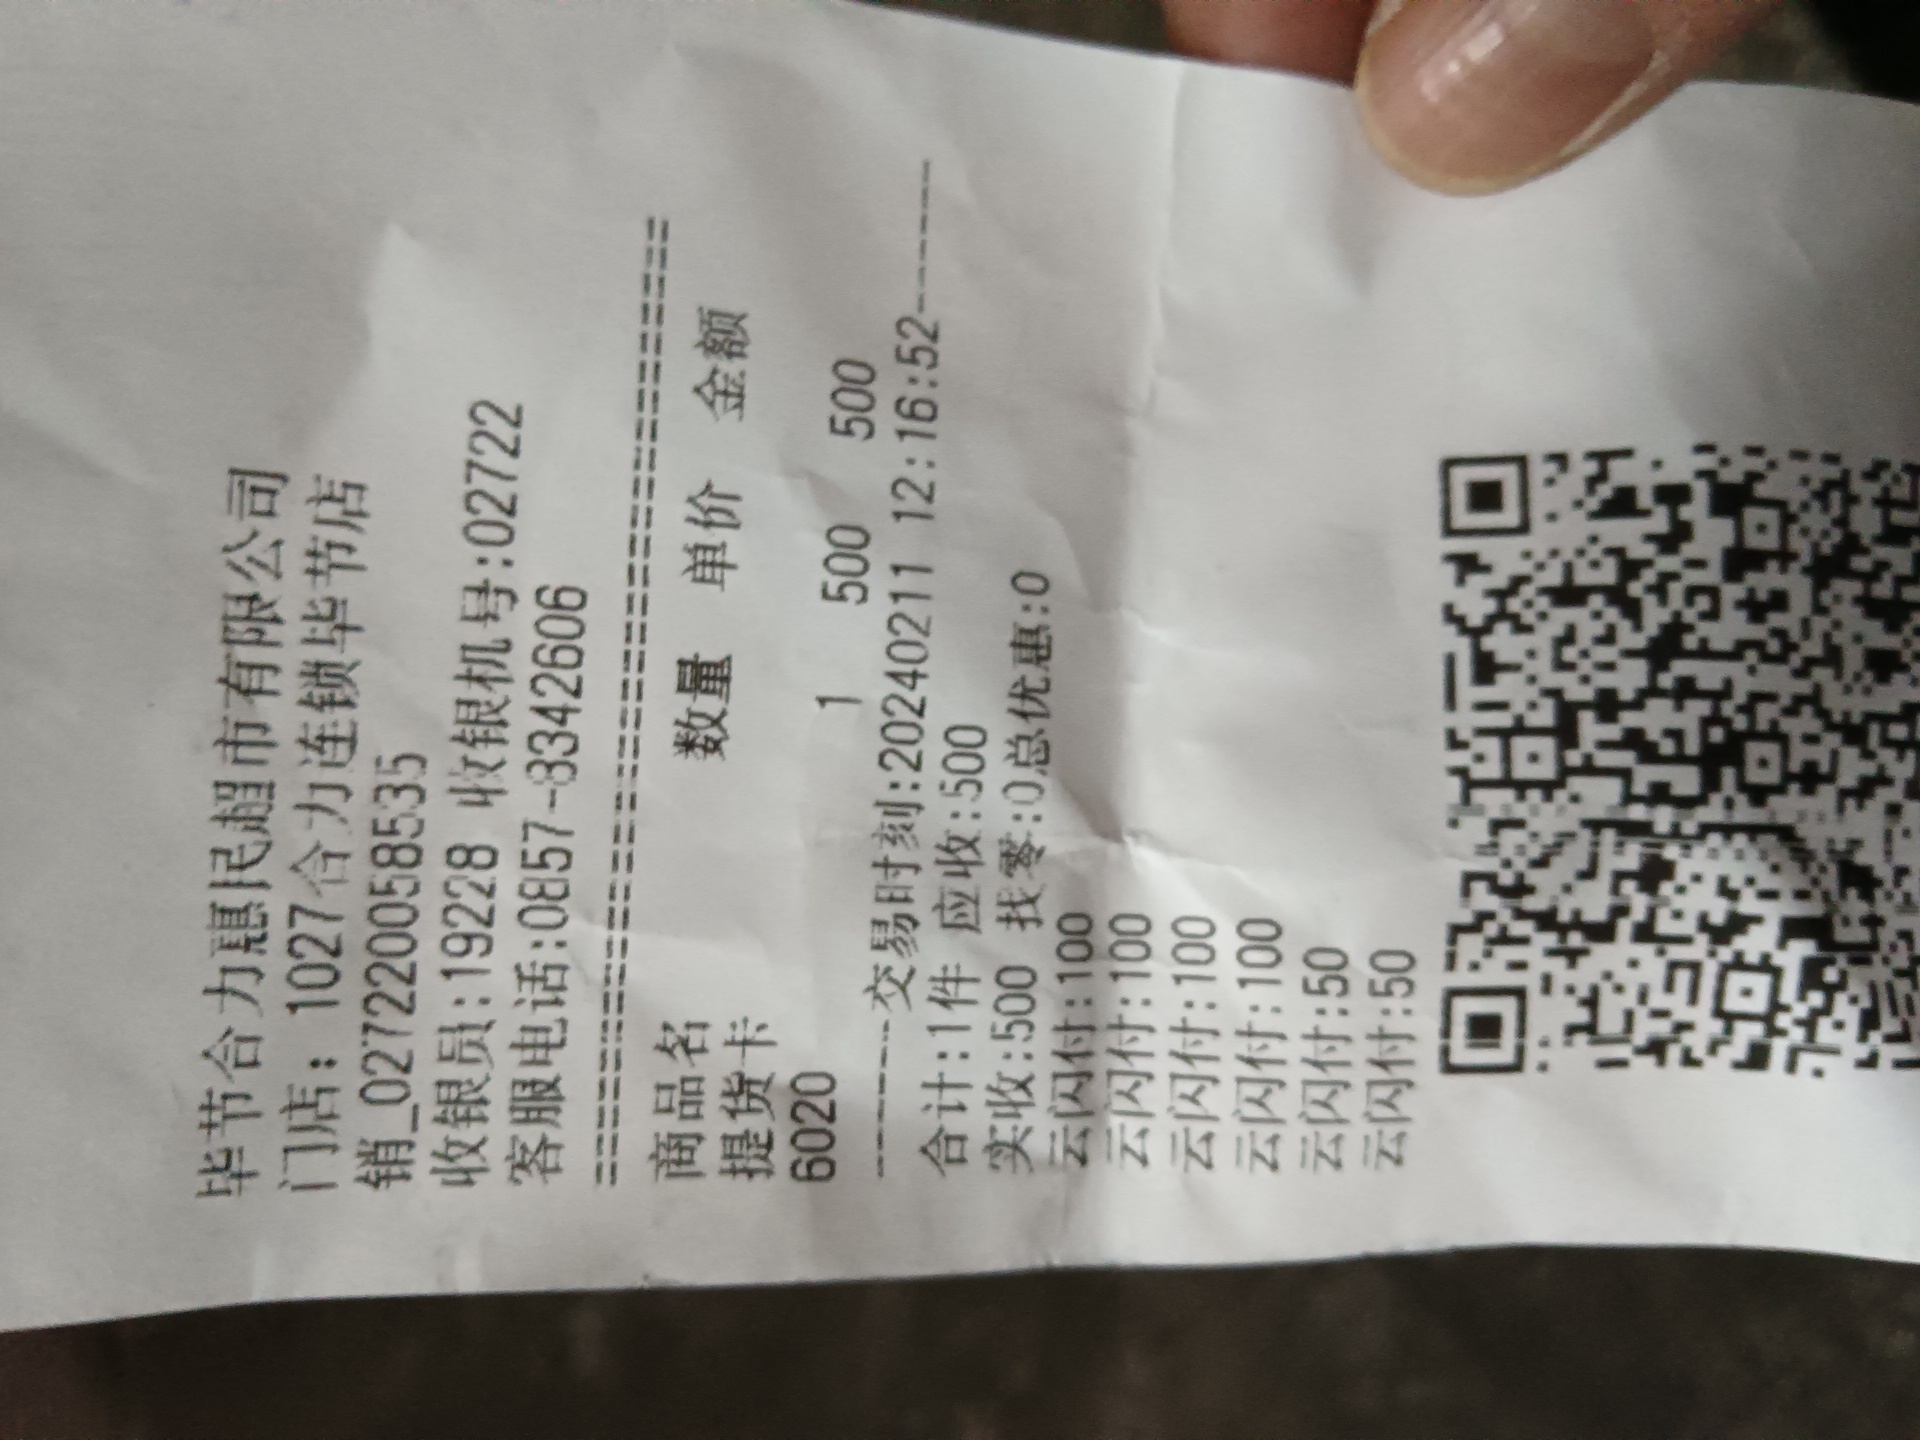 毕节合力惠民超市有限公司
门店: 1027合力连锁毕节店
销_02722005８535
收银员:19228 收银机号:02722
客服电话:0857-8342606
商品名 数量 单价 金额
提货卡
6020 1 500 500
-------交易时刻:20240211 12:16:52-------
合计:1件 应收:500
实收:500 找零:0总优惠:0
云闪付:100
云闪付:100
云闪付:100
云闪付:100
云闪付:50
云闪付:50